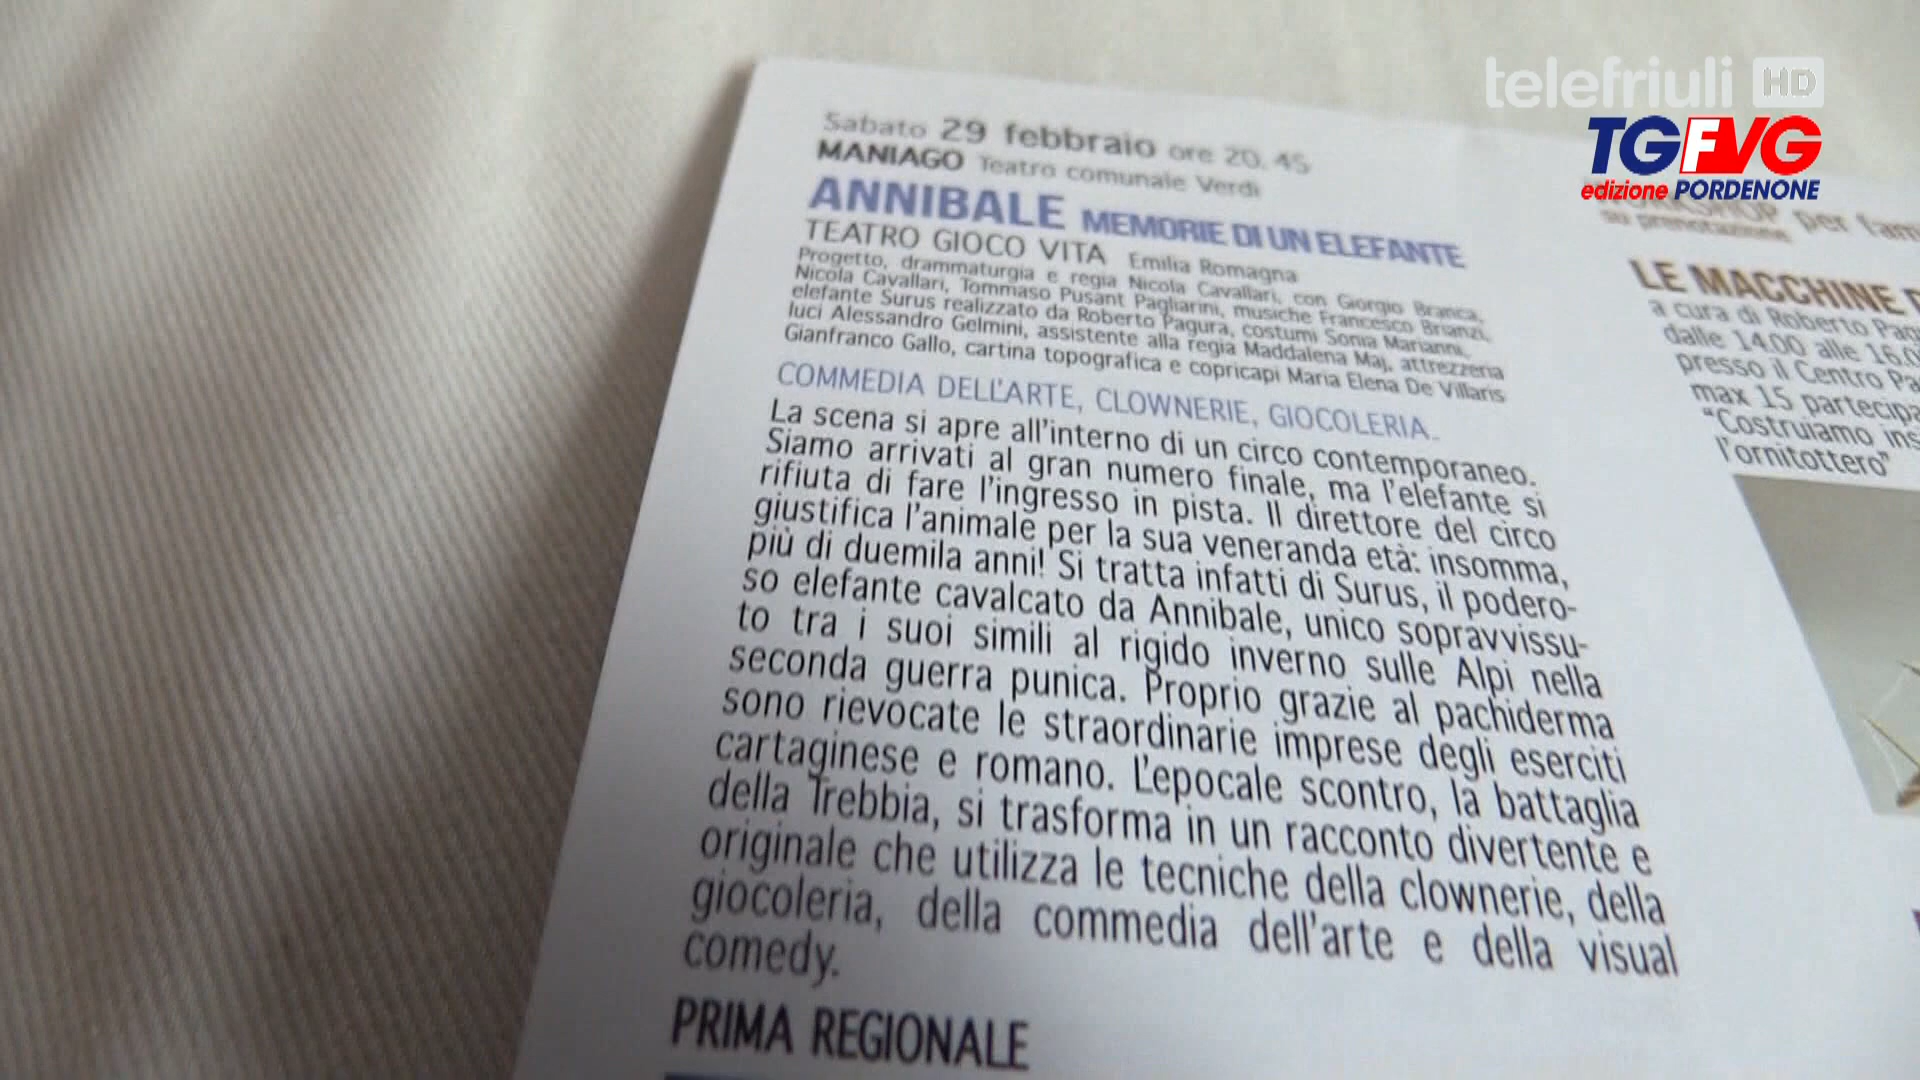 telefriuli HD
TGFVG
edizione PORDENONE
Sabato 29 febbraio ore 20.45
MANIAGO Teatro comunale Verdi
ANNIBALE MEMORIE DI UN ELEFANTE
TEATRO GIOCO VITA Emilia Romagna
Progetto, drammaturgia e regia Nicola Cavallari, con Giorgio Branca,
Nicola Cavallari, Tommaso Pusant Pagliarini, musiche Francesco Brianzi,
elefante Surus realizzato da Roberto Pagura, costumi Sonia Marianni,
luci Alessandro Gelmini, assistente alla regia Maddalena Maj, attrezzeria
Gianfranco Gallo, cartina topografica e copricapi Maria Elena De Villaris
COMMEDIA DELL'ARTE, CLOWNERIE, GIOCOLERIA.
La scena si apre all'interno di un circo contemporaneo.
Siamo arrivati al gran numero finale, ma l'elefante si
rifiuta di fare l'ingresso in pista. Il direttore del circo
giustifica l'animale per la sua veneranda età: insomma,
più di duemila anni! Si tratta infatti di Surus, il podero-
so elefante cavalcato da Annibale, unico sopravvissu-
to tra i suoi simili al rigido inverno sulle Alpi nella
seconda guerra punica. Proprio grazie al pachiderma
sono rievocate le straordinarie imprese degli eserciti
cartaginese e romano. L'epocale scontro, la battaglia
della Trebbia, si trasforma in un racconto divertente e
originale che utilizza le tecniche della clownerie, della
giocoleria, della commedia dell'arte e della visual
comedy.
PRIMA REGIONALE
per fam
su prenotazione
LE MACCHINE D
a cura di Roberto Pag
dalle 14.00 alle 16.0
presso il Centro Pa
max 15 partecipa
"Costruiamo ins
l'ornitottero"